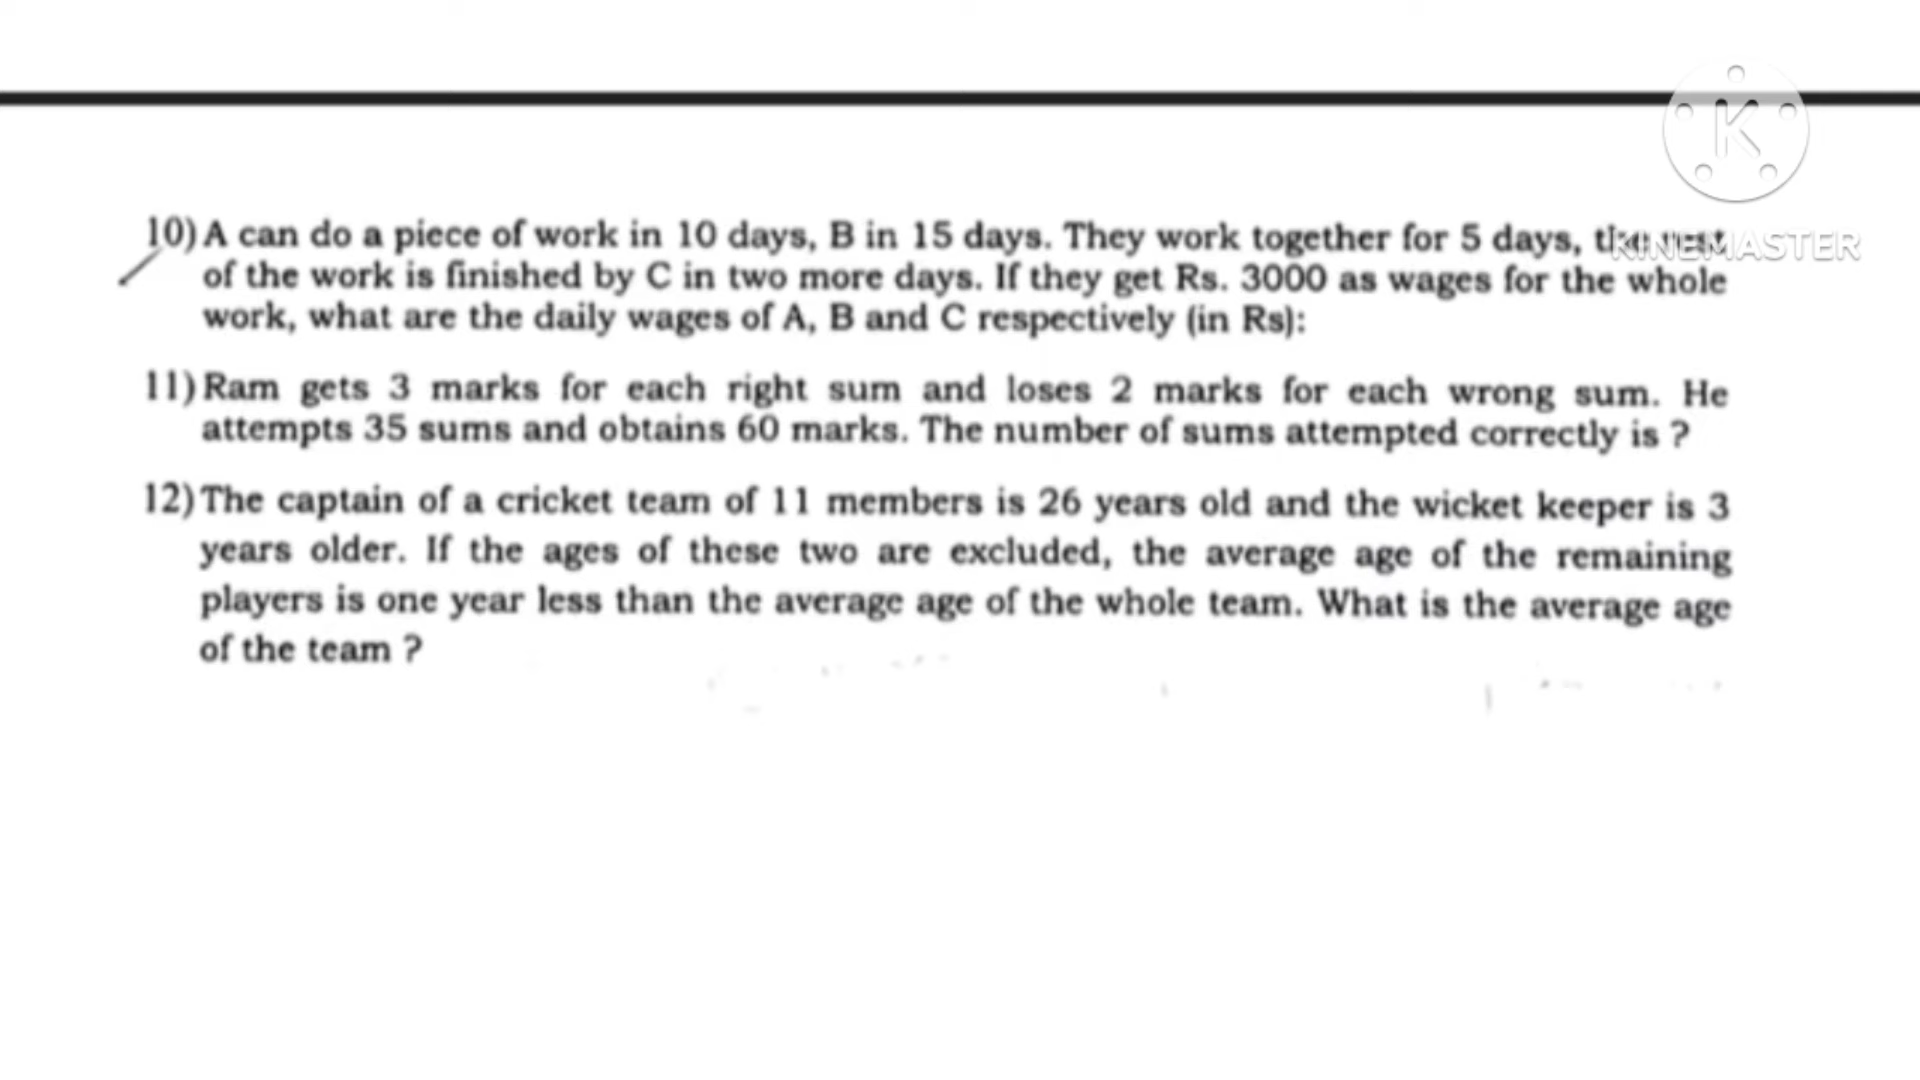 10) A can do a piece of work in 10 days, B in 15 days. They work together for 5 days, the rest
of the work is finished by C in two more days. If they get Rs. 3000 as wages for the whole
work, what are the daily wages of A, B and C respectively (in Rs):
11) Ram gets 3 marks for each right sum and loses 2 marks for each wrong sum. He
attempts 35 sums and obtains 60 marks. The number of sums attempted correctly is ?
12) The captain of a cricket team of 11 members is 26 years old and the wicket keeper is 3
years older. If the ages of these two are excluded, the average age of the remaining
players is one year less than the average age of the whole team. What is the average age
of the team ?
K
KINEMASTER